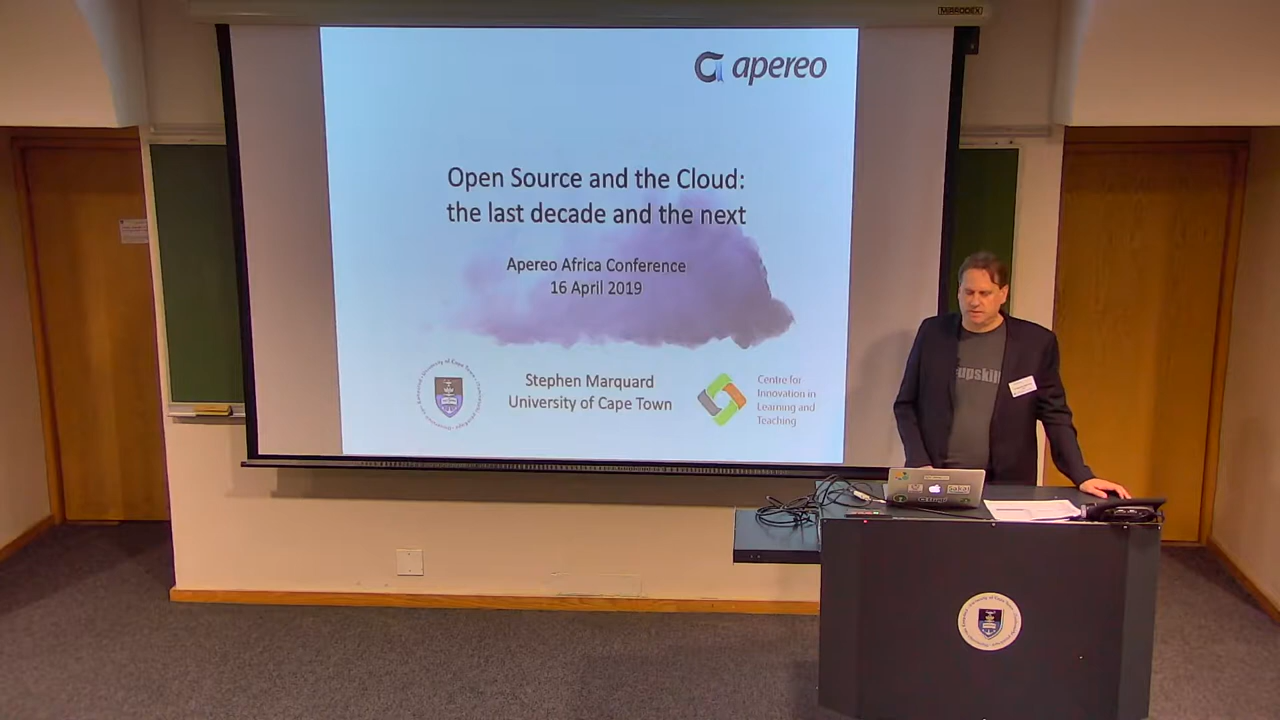 apereo
Open Source and the Cloud:
the last decade and the next
Apereo Africa Conference
16 April 2019
Stephen Marquard
University of Cape Town
Centre for
Innovation in
Learning and
Teaching
upskill